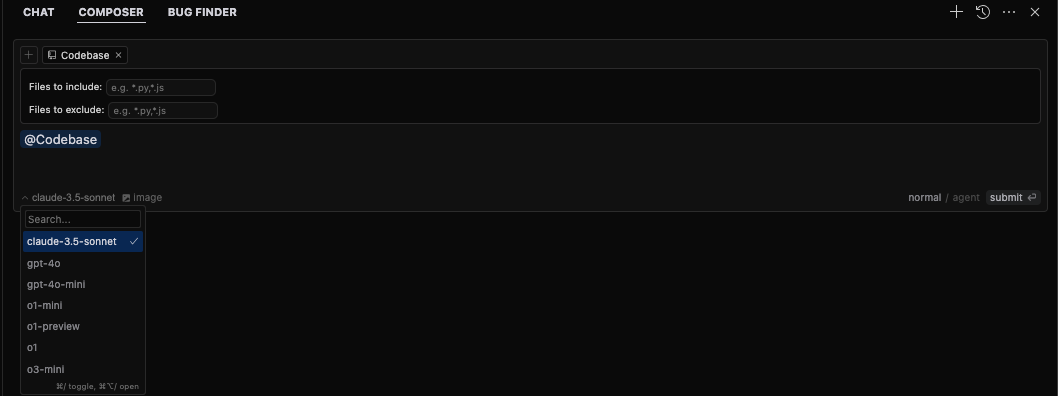 CHAT COMPOSER BUG FINDER
Codebase
Files to include: e.g. *.py,*.js
Files to exclude: e.g. *.py,*.js
@Codebase
claude-3.5-sonnet image normal / agent submit
Search...
claude-3.5-sonnet
gpt-4o
gpt-4o-mini
o1-mini
o1-preview
o1
o3-mini
⌘/ toggle, ⌘⌥/ open